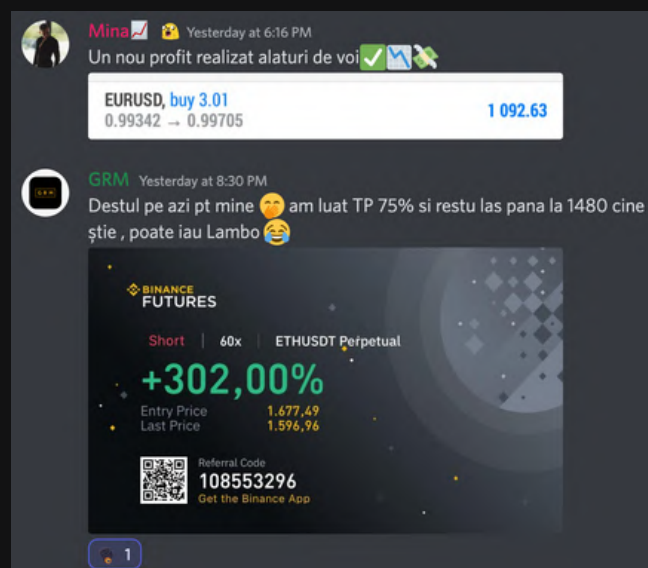 Mina📈 😲 Yesterday at 6:16 PM
Un nou profit realizat alaturi de voi✅📉💸
EURUSD, buy 3.01
0.99342 → 0.99705
1 092.63
GRM Yesterday at 8:30 PM
Destul pe azi pt mine 🤭 am luat TP 75% si restu las pana la 1480 cine
știe , poate iau Lambo 😂
BINANCE
FUTURES
Short | 60x | ETHUSDT Perpetual
+302,00%
Entry Price 1.677,49
Last Price 1.596,96
Referral Code
108553296
Get the Binance App
1